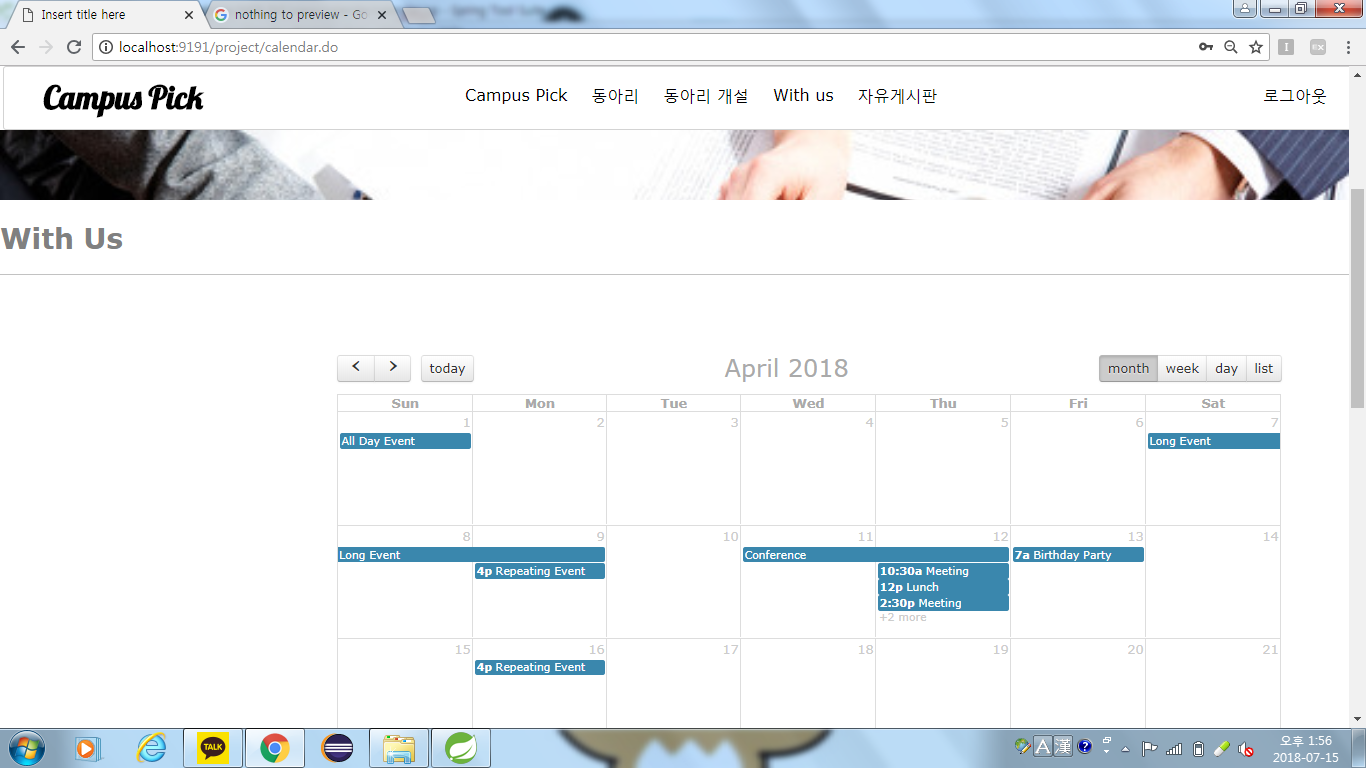 Insert title here
nothing to preview - Go
localhost:9191/project/calendar.do
Campus Pick
Campus Pick 동아리 동아리 개설 With us 자유게시판 로그아웃
With Us
today
April 2018
month week day list
Sun Mon Tue Wed Thu Fri Sat
1 2 3 4 5 6 7
All Day Event Long Event
8 9 10 11 12 13 14
Long Event Conference 7a Birthday Party
4p Repeating Event 10:30a Meeting
12p Lunch
2:30p Meeting
+2 more
15 16 17 18 19 20 21
4p Repeating Event
TALK
A 漢
오후 1:56
2018-07-15